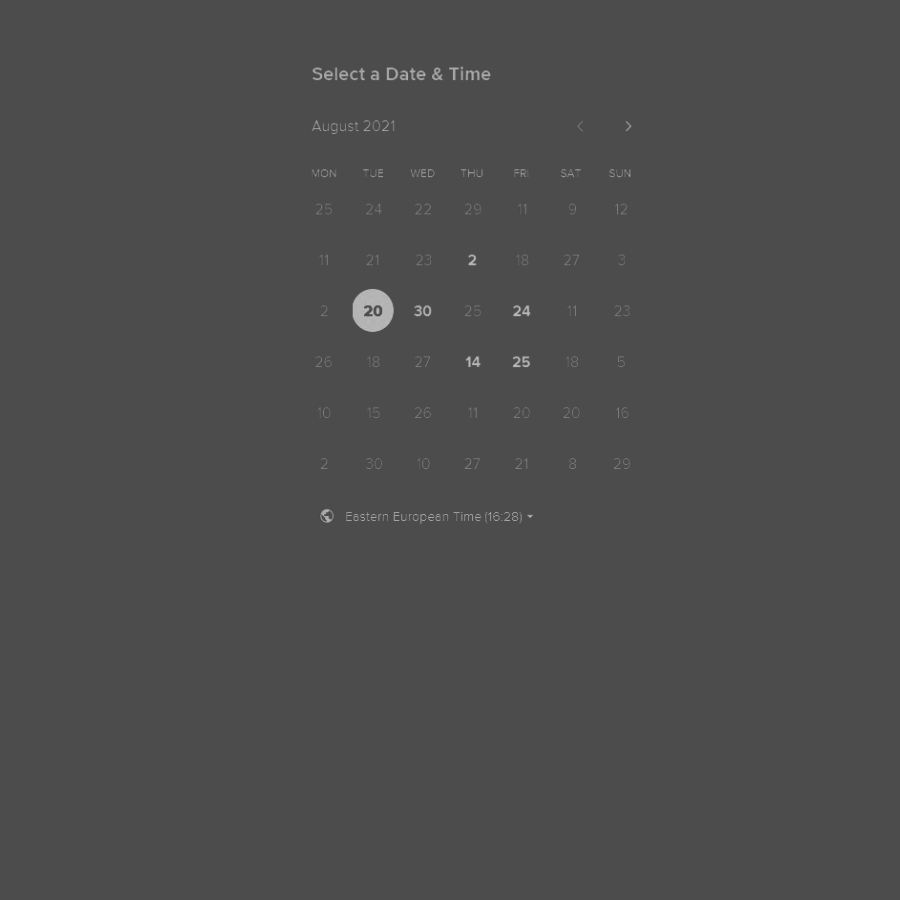 Select a Date & Time
August 2021
MON TUE WED THU FRI SAT SUN
25 24 22 29 11 9 12
11 21 23 2 18 27 3
2 20 30 25 24 11 23
26 18 27 14 25 18 5
10 15 26 11 20 20 16
2 30 10 27 21 8 29
Eastern European Time (16:28)